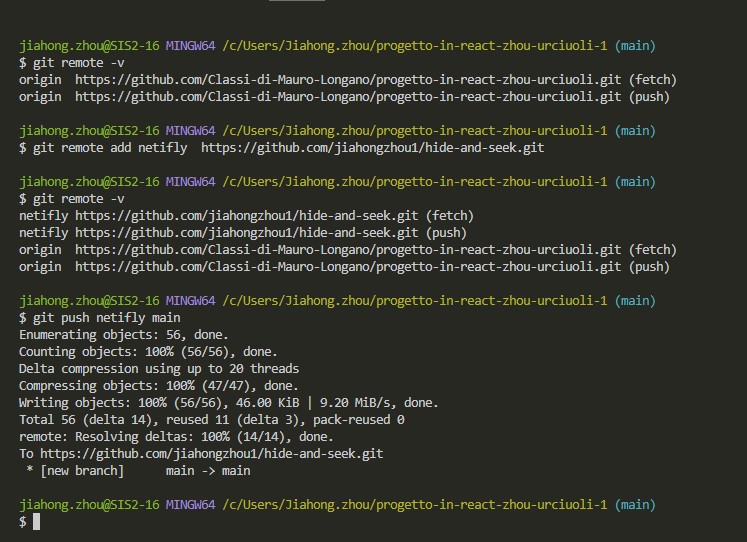 jiahong.zhou@SIS2-16 MINGW64 /c/Users/Jiahong.zhou/progetto-in-react-zhou-urciuoli-1 (main)
$ git remote -v
origin  https://github.com/Classi-di-Mauro-Longano/progetto-in-react-zhou-urciuoli.git (fetch)
origin  https://github.com/Classi-di-Mauro-Longano/progetto-in-react-zhou-urciuoli.git (push)
jiahong.zhou@SIS2-16 MINGW64 /c/Users/Jiahong.zhou/progetto-in-react-zhou-urciuoli-1 (main)
$ git remote add netifly  https://github.com/jiahongzhou1/hide-and-seek.git
jiahong.zhou@SIS2-16 MINGW64 /c/Users/Jiahong.zhou/progetto-in-react-zhou-urciuoli-1 (main)
$ git remote -v
netifly https://github.com/jiahongzhou1/hide-and-seek.git (fetch)
netifly https://github.com/jiahongzhou1/hide-and-seek.git (push)
origin  https://github.com/Classi-di-Mauro-Longano/progetto-in-react-zhou-urciuoli.git (fetch)
origin  https://github.com/Classi-di-Mauro-Longano/progetto-in-react-zhou-urciuoli.git (push)
jiahong.zhou@SIS2-16 MINGW64 /c/Users/Jiahong.zhou/progetto-in-react-zhou-urciuoli-1 (main)
$ git push netifly main
Enumerating objects: 56, done.
Counting objects: 100% (56/56), done.
Delta compression using up to 20 threads
Compressing objects: 100% (47/47), done.
Writing objects: 100% (56/56), 46.00 KiB | 9.20 MiB/s, done.
Total 56 (delta 14), reused 11 (delta 3), pack-reused 0
remote: Resolving deltas: 100% (14/14), done.
To https://github.com/jiahongzhou1/hide-and-seek.git
 * [new branch]      main -> main
jiahong.zhou@SIS2-16 MINGW64 /c/Users/Jiahong.zhou/progetto-in-react-zhou-urciuoli-1 (main)
$